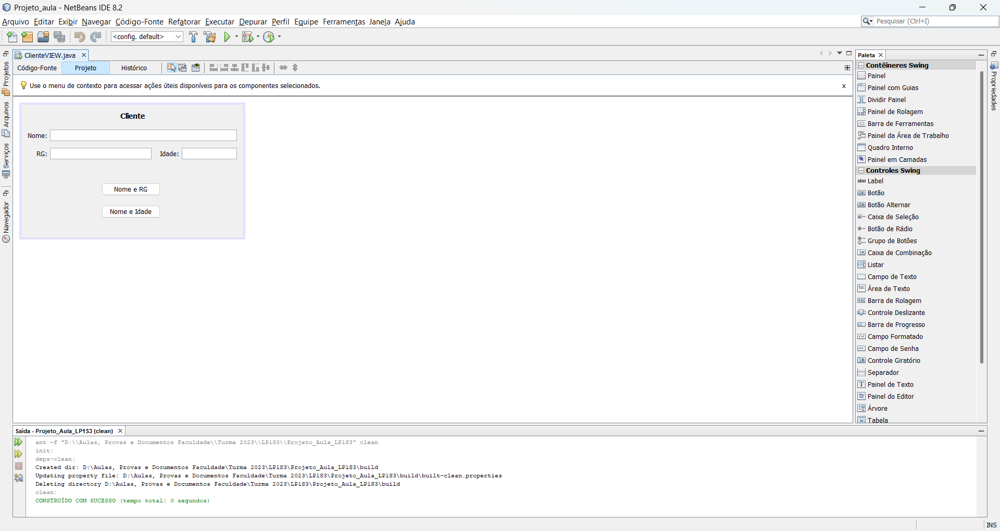 Projeto_aula - NetBeans IDE 8.2
Arquivo Editar Exibir Navegar Código-Fonte Refatorar Executar Depurar Perfil Equipe Ferramentas Janela Ajuda
Pesquisar (Ctrl+I)
<config. default>
ClienteVIEW.java
Código-Fonte Projeto Histórico
Use o menu de contexto para acessar ações úteis disponíveis para os componentes selecionados.
x
Projetos
Arquivos
Serviços
Navegador
Cliente
Nome:
RG: Idade:
Nome e RG
Nome e Idade
Paleta
Contêineres Swing
Painel
Painel com Guias
Dividir Painel
Painel de Rolagem
Barra de Ferramentas
Painel da Área de Trabalho
Quadro Interno
Painel em Camadas
Controles Swing
label Label
OK Botão
ON Botão Alternar
Caixa de Seleção
Botão de Rádio
Grupo de Botões
Caixa de Combinação
Listar
Campo de Texto
Área de Texto
Barra de Rolagem
Controle Deslizante
Barra de Progresso
Campo Formatado
Campo de Senha
Controle Giratório
Separador
T Painel de Texto
Painel do Editor
Árvore
Tabela
Propriedades
Saída - Projeto_Aula_LP1S3 (clean)
ant -f "D:\\Aulas, Provas e Documentos Faculdade\\Turma 2023\\LP1S3\\Projeto_Aula_LP1S3" clean
init:
deps-clean:
Created dir: D:\Aulas, Provas e Documentos Faculdade\Turma 2023\LP1S3\Projeto_Aula_LP1S3\build
Updating property file: D:\Aulas, Provas e Documentos Faculdade\Turma 2023\LP1S3\Projeto_Aula_LP1S3\build\built-clean.properties
Deleting directory D:\Aulas, Provas e Documentos Faculdade\Turma 2023\LP1S3\Projeto_Aula_LP1S3\build
clean:
CONSTRUÍDO COM SUCESSO (tempo total: 0 segundos)
INS